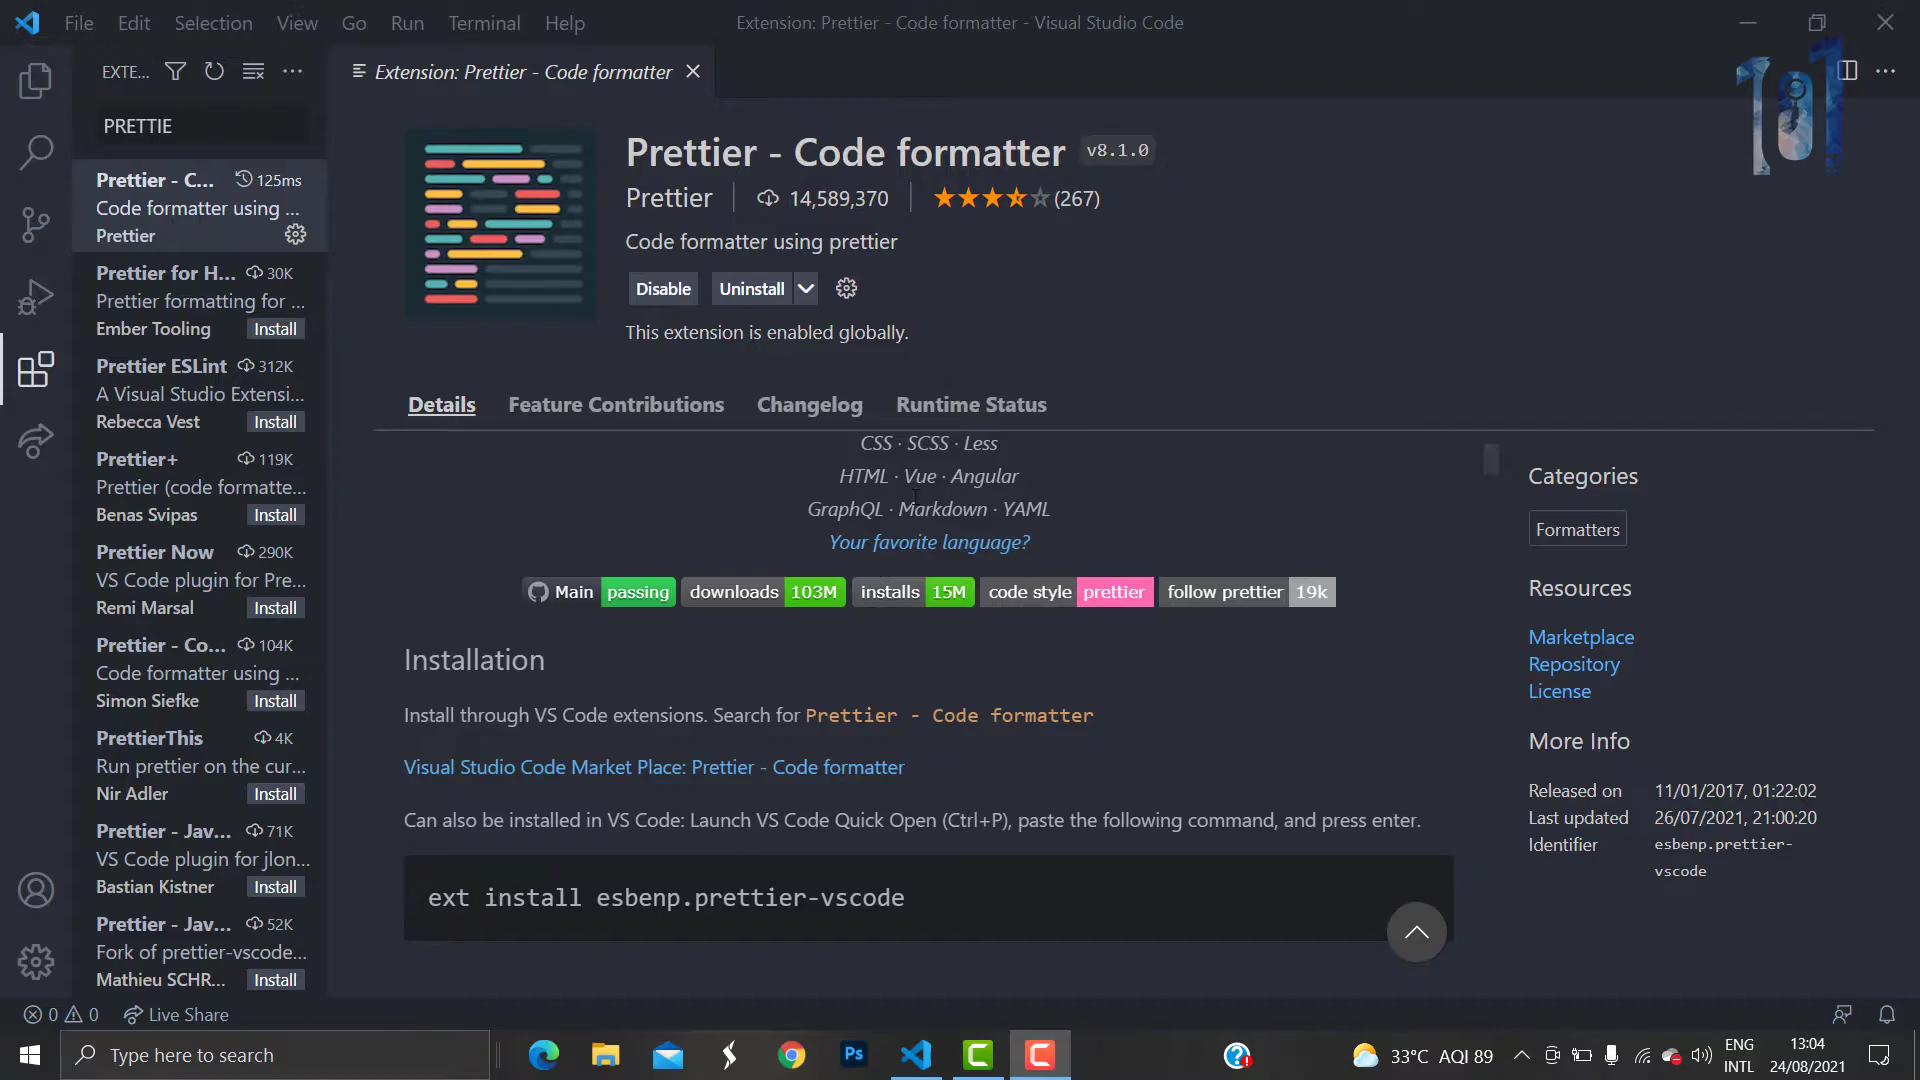 File Edit Selection View Go Run Terminal Help
Extension: Prettier - Code formatter - Visual Studio Code
EXTE...
Extension: Prettier - Code formatter
101
PRETTIE
Prettier - C... 125ms
Code formatter using ...
Prettier
Prettier for H... 30K
Prettier formatting for ...
Ember Tooling Install
Prettier ESLint 312K
A Visual Studio Extensi...
Rebecca Vest Install
Prettier+ 119K
Prettier (code formatte...
Benas Svipas Install
Prettier Now 290K
VS Code plugin for Pre...
Remi Marsal Install
Prettier - Co... 104K
Code formatter using ...
Simon Siefke Install
PrettierThis 4K
Run prettier on the cur...
Nir Adler Install
Prettier - Jav... 71K
VS Code plugin for jlon...
Bastian Kistner Install
Prettier - Jav... 52K
Fork of prettier-vscode...
Mathieu SCHR... Install
Prettier - Code formatter v8.1.0
Prettier 14,589,370 (267)
Code formatter using prettier
Disable Uninstall
This extension is enabled globally.
Details Feature Contributions Changelog Runtime Status
CSS · SCSS · Less
HTML · Vue · Angular
GraphQL · Markdown · YAML
Your favorite language?
Main passing downloads 103M installs 15M code style prettier follow prettier 19k
Installation
Install through VS Code extensions. Search for Prettier - Code formatter
Visual Studio Code Market Place: Prettier - Code formatter
Can also be installed in VS Code: Launch VS Code Quick Open (Ctrl+P), paste the following command, and press enter.
ext install esbenp.prettier-vscode
Categories
Formatters
Resources
Marketplace
Repository
License
More Info
Released on 11/01/2017, 01:22:02
Last updated 26/07/2021, 21:00:20
Identifier esbenp.prettier-
vscode
0 0 Live Share
Type here to search
Ps
33°C AQI 89
ENG
INTL
13:04
24/08/2021